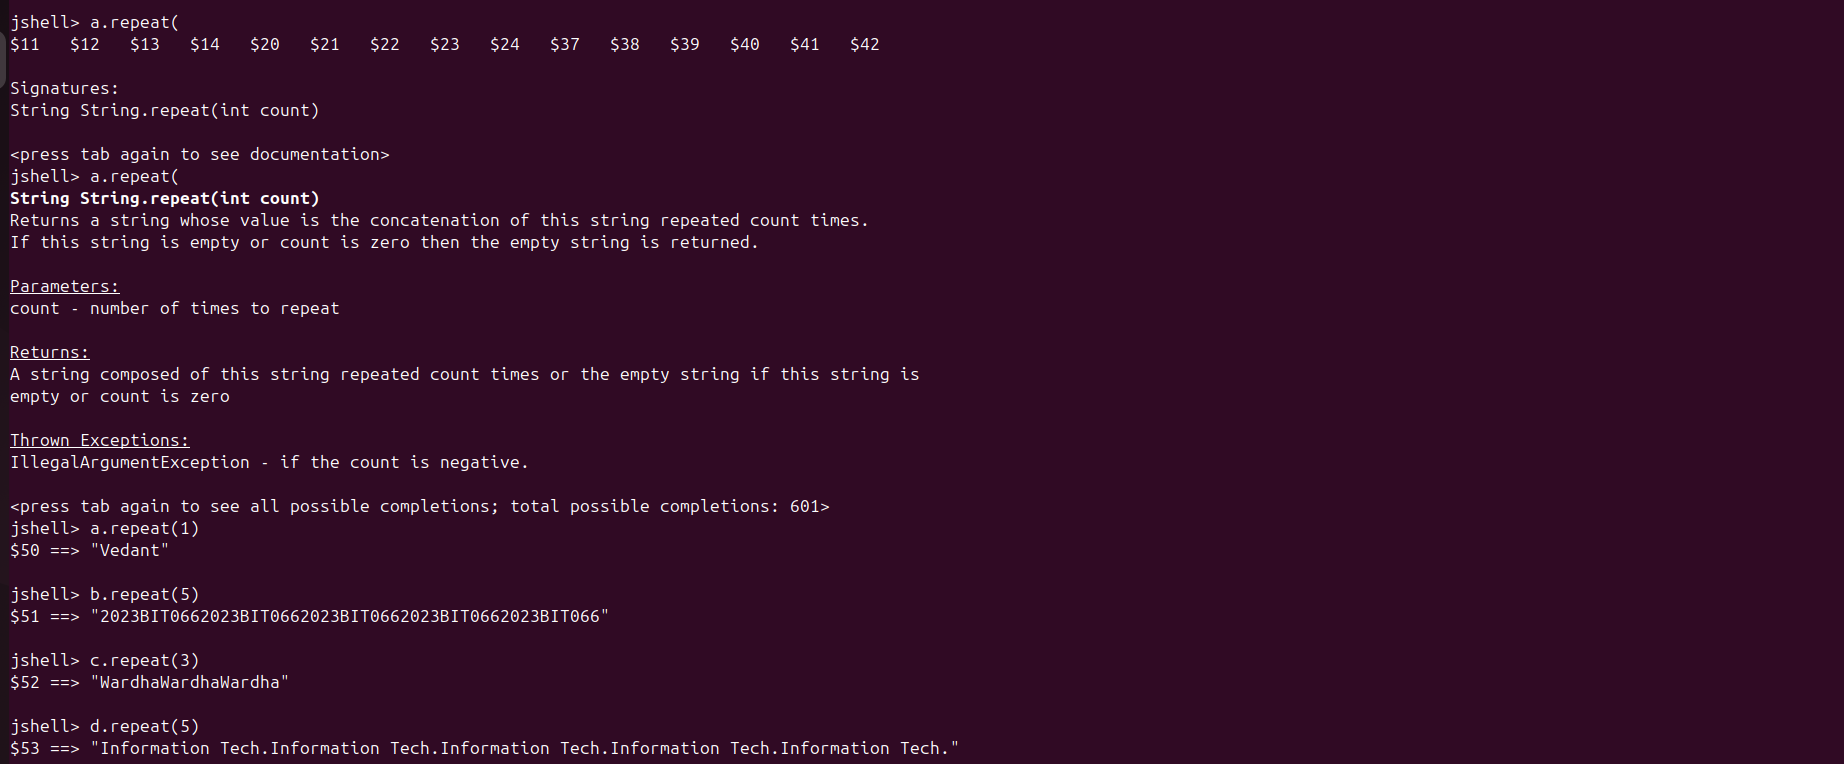 jshell> a.repeat(
$11   $12   $13   $14   $20   $21   $22   $23   $24   $37   $38   $39   $40   $41   $42
Signatures:
String String.repeat(int count)
<press tab again to see documentation>
jshell> a.repeat(
String String.repeat(int count)
Returns a string whose value is the concatenation of this string repeated count times.
If this string is empty or count is zero then the empty string is returned.
Parameters:
count - number of times to repeat
Returns:
A string composed of this string repeated count times or the empty string if this string is
empty or count is zero
Thrown Exceptions:
IllegalArgumentException - if the count is negative.
<press tab again to see all possible completions; total possible completions: 601>
jshell> a.repeat(1)
$50 ==> "Vedant"
jshell> b.repeat(5)
$51 ==> "2023BIT0662023BIT0662023BIT0662023BIT0662023BIT066"
jshell> c.repeat(3)
$52 ==> "WardhaWardhaWardha"
jshell> d.repeat(5)
$53 ==> "Information Tech.Information Tech.Information Tech.Information Tech.Information Tech."